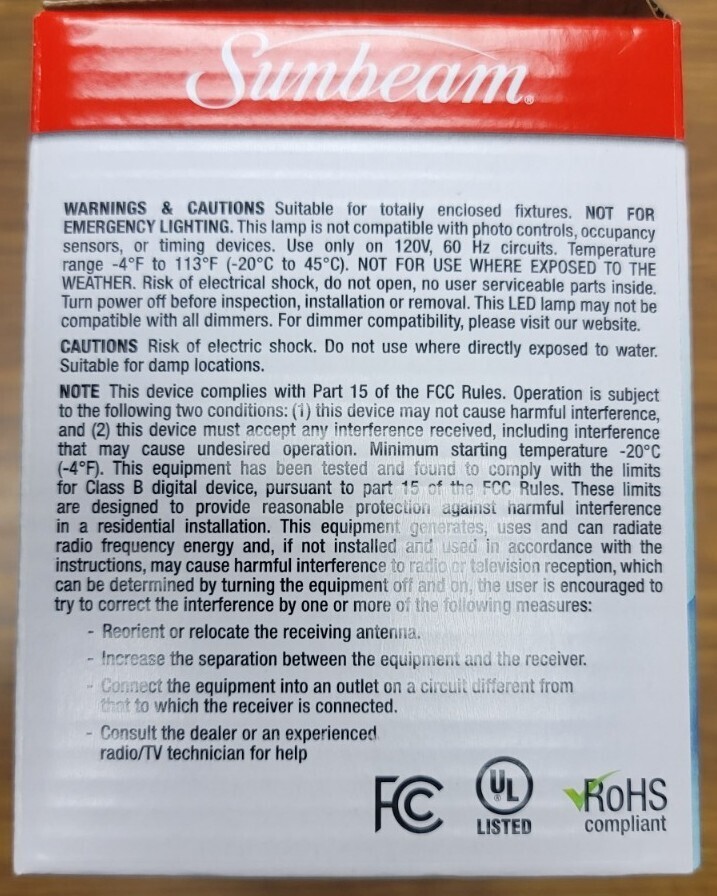 Sunbeam®
WARNINGS & CAUTIONS Suitable for totally enclosed fixtures. NOT FOR
EMERGENCY LIGHTING. This lamp is not compatible with photo controls, occupancy
sensors, or timing devices. Use only on 120V, 60 Hz circuits. Temperature
range -4°F to 113°F (-20°C to 45°C). NOT FOR USE WHERE EXPOSED TO THE
WEATHER. Risk of electrical shock, do not open, no user serviceable parts inside.
Turn power off before inspection, installation or removal. This LED lamp may not be
compatible with all dimmers. For dimmer compatibility, please visit our website.
CAUTIONS Risk of electric shock. Do not use where directly exposed to water.
Suitable for damp locations.
NOTE This device complies with Part 15 of the FCC Rules. Operation is subject
to the following two conditions: (1) this device may not cause harmful interference,
and (2) this device must accept any interference received, including interference
that may cause undesired operation. Minimum starting temperature -20°C
(-4°F). This equipment has been tested and found to comply with the limits
for Class B digital device, pursuant to part 15 of the FCC Rules. These limits
are designed to provide reasonable protection against harmful interference
in a residential installation. This equipment generates, uses and can radiate
radio frequency energy and, if not installed and used in accordance with the
instructions, may cause harmful interference to radio or television reception, which
can be determined by turning the equipment off and on, the user is encouraged to
try to correct the interference by one or more of the following measures:
- Reorient or relocate the receiving antenna.
- Increase the separation between the equipment and the receiver.
- Connect the equipment into an outlet on a circuit different from
that to which the receiver is connected.
- Consult the dealer or an experienced
radio/TV technician for help
FC
UL ®
LISTED
RoHS
compliant